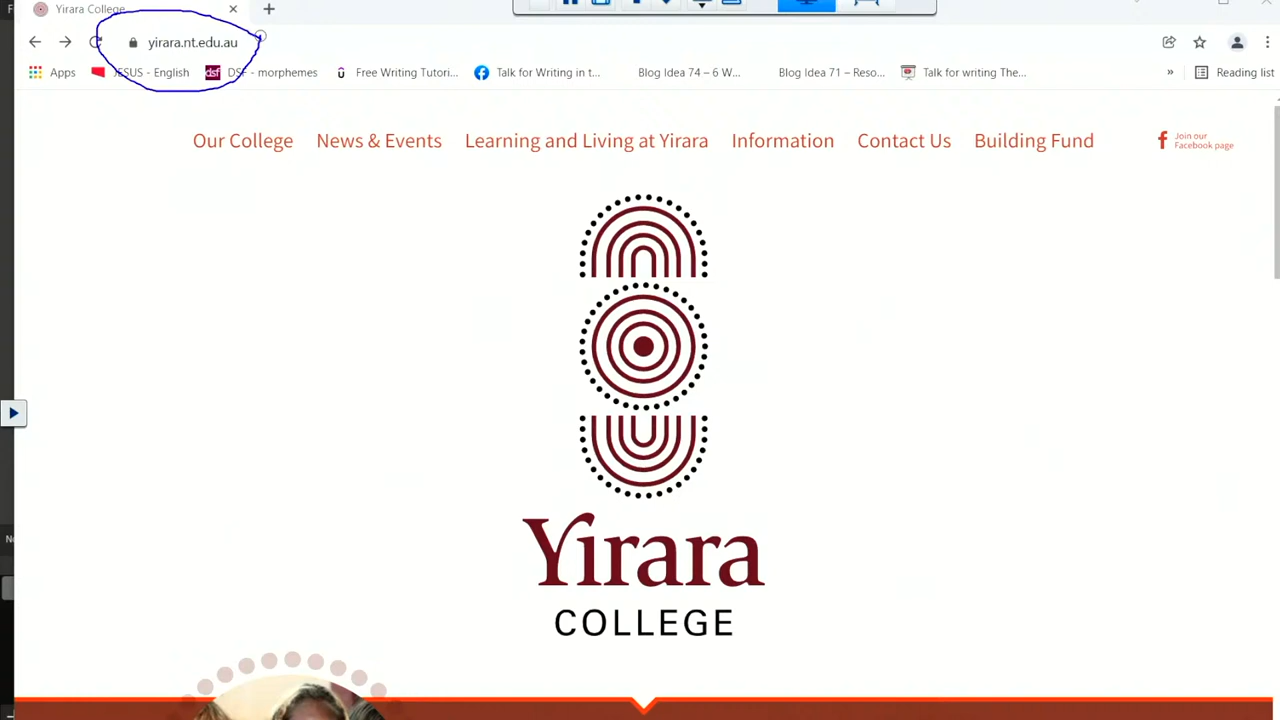 Yirara College
yirara.nt.edu.au
Apps JESUS - English dsf DSF - morphemes Free Writing Tutori... Talk for Writing in t... Blog Idea 74 – 6 W... Blog Idea 71 – Reso... Talk for writing The... » Reading list
Our College News & Events Learning and Living at Yirara Information Contact Us Building Fund
Join our
Facebook page
Yirara
COLLEGE